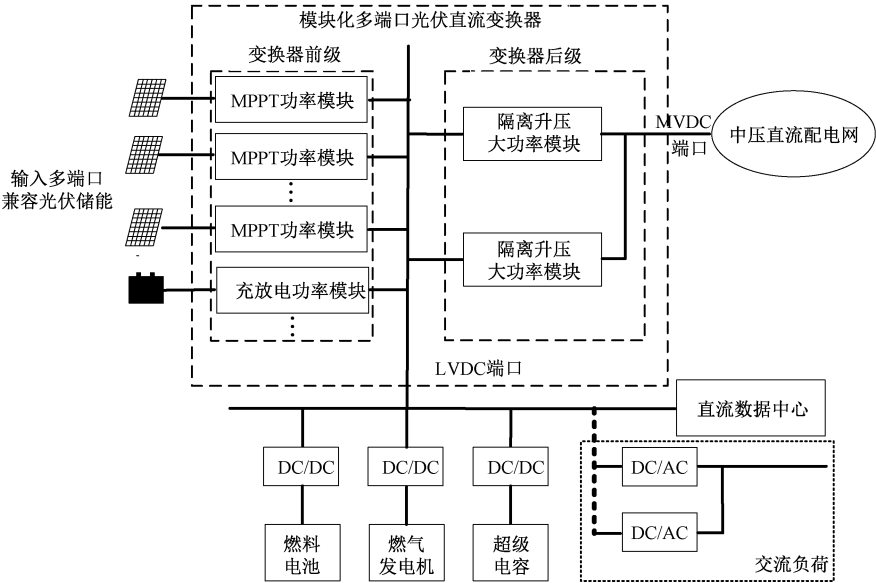 模块化多端口光伏直流变换器
变换器前级
变换器后级
MPPT功率模块
MPPT功率模块
MPPT功率模块
充放电功率模块
输入多端口
兼容光伏储能
隔离升压
大功率模块
隔离升压
大功率模块
MVDC
端口
中压直流配电网
LVDC端口
直流数据中心
DC/DC
DC/DC
DC/DC
DC/AC
DC/AC
燃料
电池
燃气
发电机
超级
电容
交流负荷